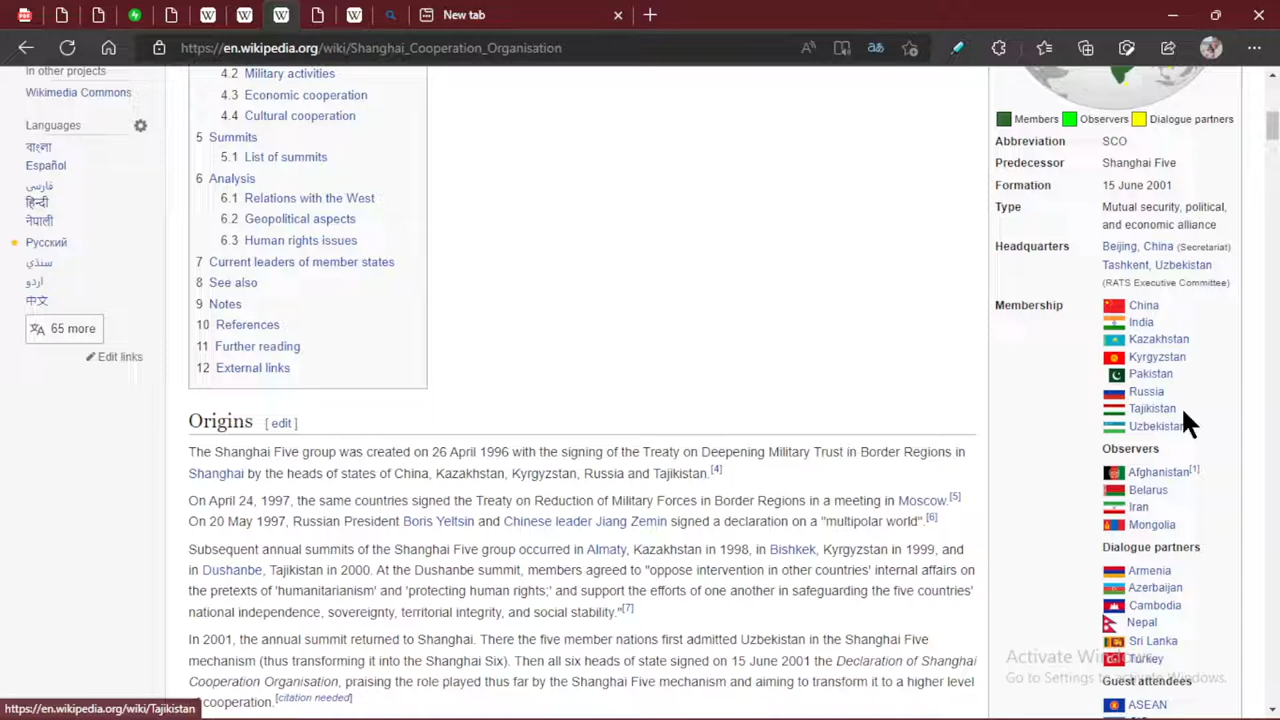 New tab
https://en.wikipedia.org/wiki/Shanghai_Cooperation_Organisation
In other projects
Wikimedia Commons
Languages
বাংলা
Español
فارسی
हिन्दी
नेपाली
Русский
سنڌي
اردو
中文
65 more
Edit links
4.2 Military activities
4.3 Economic cooperation
4.4 Cultural cooperation
5 Summits
5.1 List of summits
6 Analysis
6.1 Relations with the West
6.2 Geopolitical aspects
6.3 Human rights issues
7 Current leaders of member states
8 See also
9 Notes
10 References
11 Further reading
12 External links
Origins [ edit ]
The Shanghai Five group was created on 26 April 1996 with the signing of the Treaty on Deepening Military Trust in Border Regions in
Shanghai by the heads of states of China, Kazakhstan, Kyrgyzstan, Russia and Tajikistan.[4]
On April 24, 1997, the same countries signed the Treaty on Reduction of Military Forces in Border Regions in a meeting in Moscow.[5]
On 20 May 1997, Russian President Boris Yeltsin and Chinese leader Jiang Zemin signed a declaration on a "multipolar world".[6]
Subsequent annual summits of the Shanghai Five group occurred in Almaty, Kazakhstan in 1998, in Bishkek, Kyrgyzstan in 1999, and
in Dushanbe, Tajikistan in 2000. At the Dushanbe summit, members agreed to "oppose intervention in other countries' internal affairs on
the pretexts of 'humanitarianism' and 'protecting human rights;' and support the efforts of one another in safeguarding the five countries'
national independence, sovereignty, territorial integrity, and social stability."[7]
In 2001, the annual summit returned to Shanghai. There the five member nations first admitted Uzbekistan in the Shanghai Five
mechanism (thus transforming it into the Shanghai Six). Then all six heads of state signed on 15 June 2001 the Declaration of Shanghai
Cooperation Organisation, praising the role played thus far by the Shanghai Five mechanism and aiming to transform it to a higher level
cooperation.[citation needed]
https://en.wikipedia.org/wiki/Tajikistan
Members Observers Dialogue partners
Abbreviation SCO
Predecessor Shanghai Five
Formation 15 June 2001
Type Mutual security, political,
and economic alliance
Headquarters Beijing, China (Secretariat)
Tashkent, Uzbekistan
(RATS Executive Committee)
Membership China
India
Kazakhstan
Kyrgyzstan
Pakistan
Russia
Tajikistan
Uzbekistan
Observers
Afghanistan[1]
Belarus
Iran
Mongolia
Dialogue partners
Armenia
Azerbaijan
Cambodia
Nepal
Sri Lanka
Turkey
Guest attendees
ASEAN
Activate Windows
Go to Settings to activate Windows.